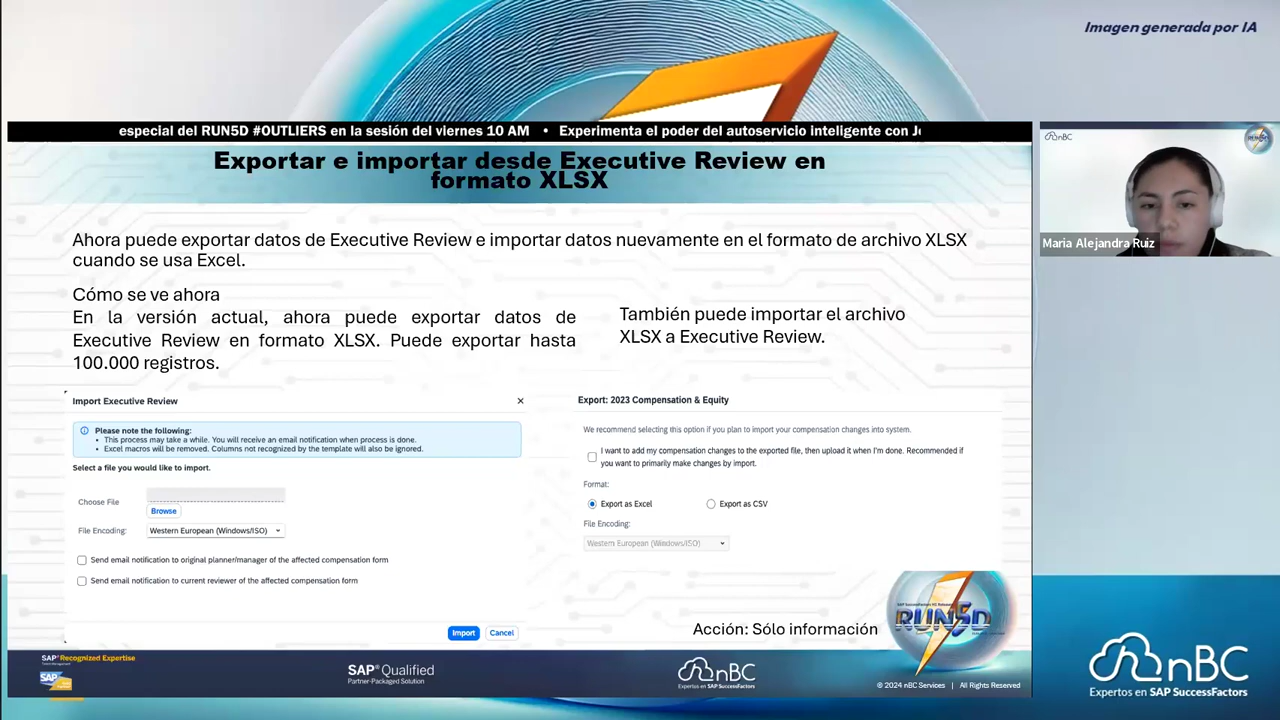 Imagen generada por IA
especial del RUN5D #OUTLIERS en la sesión del viernes 10 AM • Experimenta el poder del autoservicio inteligente con
Exportar e importar desde Executive Review en
formato XLSX
nBC
Maria Alejandra Ruiz
Ahora puede exportar datos de Executive Review e importar datos nuevamente en el formato de archivo XLSX
cuando se usa Excel.
Cómo se ve ahora
En la versión actual, ahora puede exportar datos de
Executive Review en formato XLSX. Puede exportar hasta
100.000 registros.
También puede importar el archivo
XLSX a Executive Review.
Import Executive Review
Please note the following:
• This process may take a while. You will receive an email notification when process is done.
• Excel macros will be removed. Columns not recognized by the template will also be ignored.
Select a file you would like to import.
Choose File
Browse
File Encoding: Western European (Windows/ISO)
Send email notification to original planner/manager of the affected compensation form
Send email notification to current reviewer of the affected compensation form
Import Cancel
Export: 2023 Compensation & Equity
We recommend selecting this option if you plan to import your compensation changes into system.
I want to add my compensation changes to the exported file, then upload it when I'm done. Recommended if
you want to primarily make changes by import.
Format:
Export as Excel Export as CSV
File Encoding:
Western European (Windows/ISO)
Acción: Sólo información
RUN5D
SAP® Recognized Expertise
SAP
SAP® Qualified
Partner-Packaged Solution
nBC
Expertos en SAP SuccessFactors
© 2024 nBC Services | All Rights Reserved
nBC
Expertos en SAP SuccessFactors